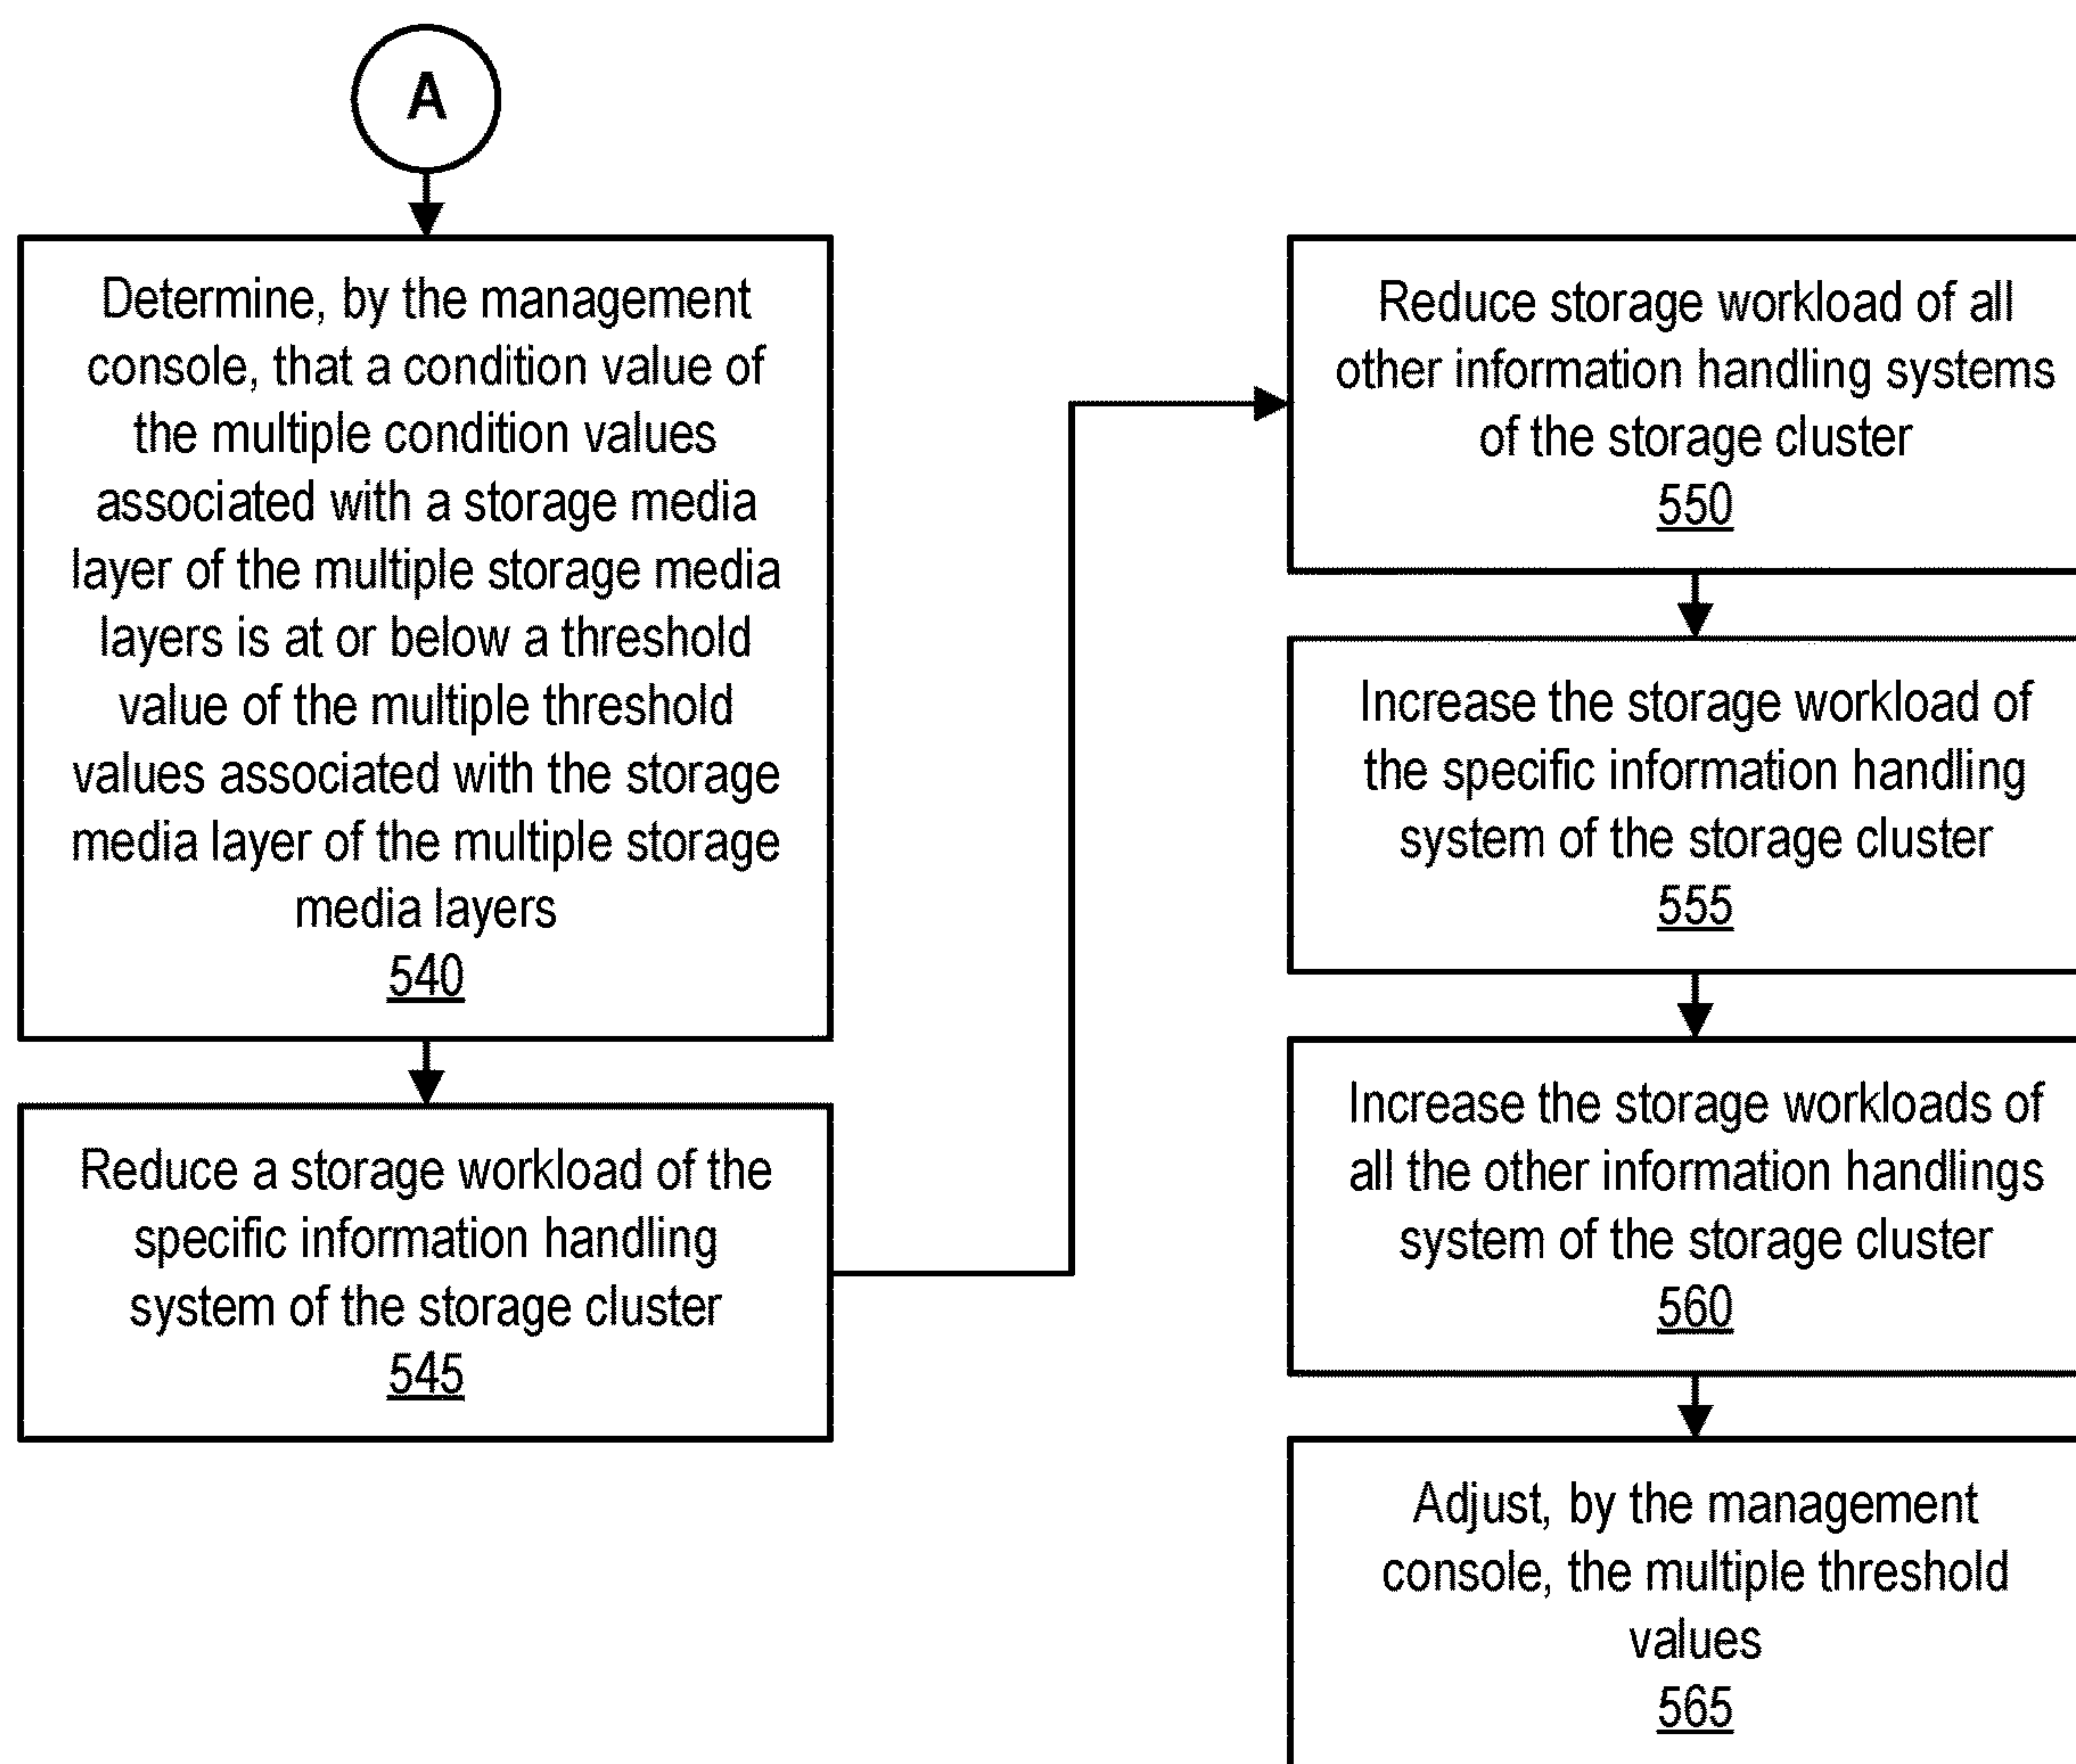 A
Determine, by the management
console, that a condition value of
the multiple condition values
associated with a storage media
layer of the multiple storage media
layers is at or below a threshold
value of the multiple threshold
values associated with the storage
media layer of the multiple storage
media layers
540
Reduce a storage workload of the
specific information handling
system of the storage cluster
545
Reduce storage workload of all
other information handling systems
of the storage cluster
550
Increase the storage workload of
the specific information handling
system of the storage cluster
555
Increase the storage workloads of
all the other information handlings
system of the storage cluster
560
Adjust, by the management
console, the multiple threshold
values
565